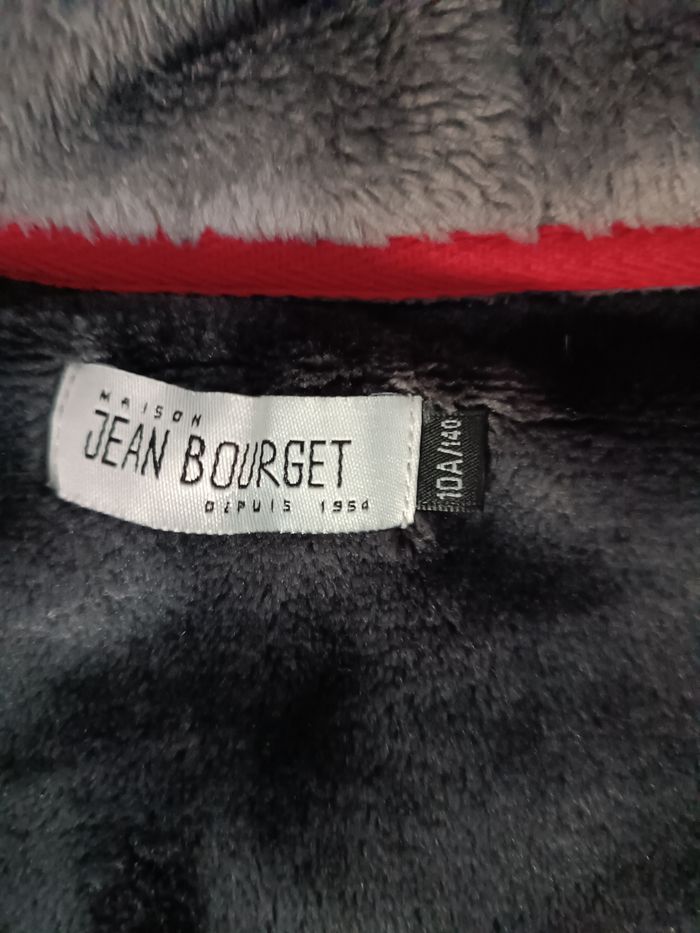 MAISON
JEAN BOURGET
DEPUIS 1954
10A/140